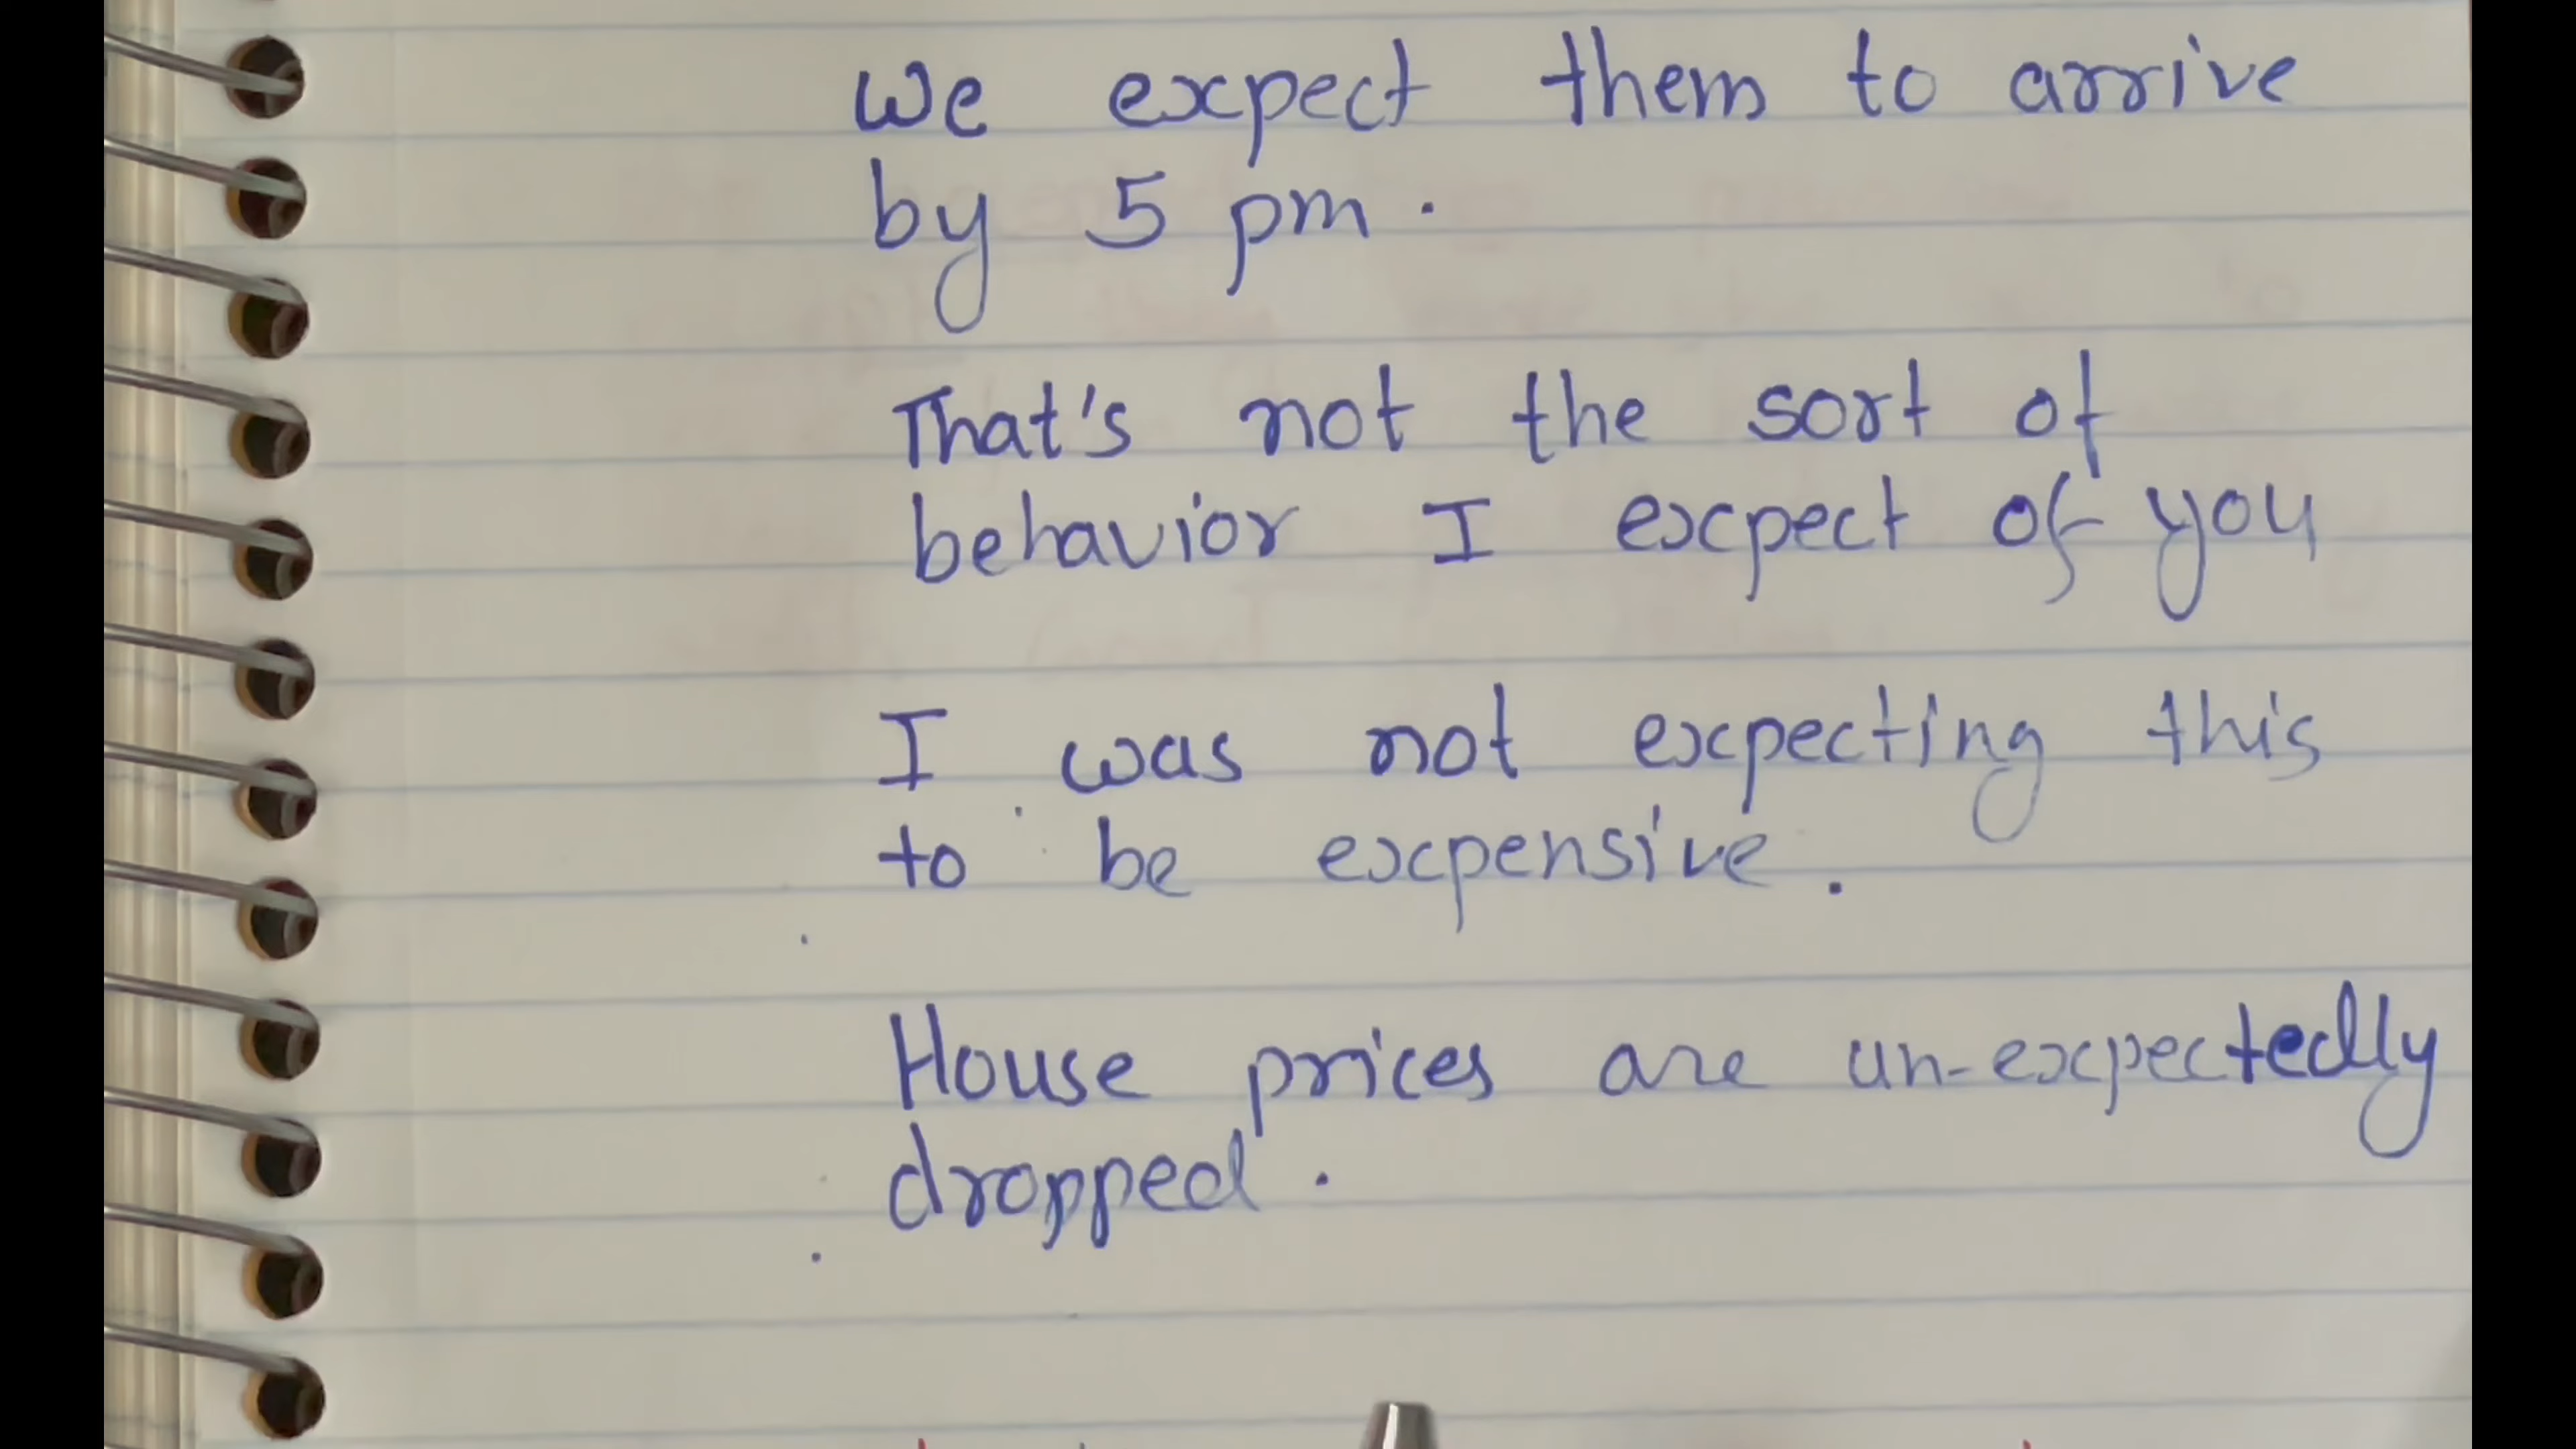 We expect them to arrive
by 5 pm.
That's not the sort of
behavior I expect of you
I was not expecting this
to be expensive.
House prices are un-expectedly
dropped.